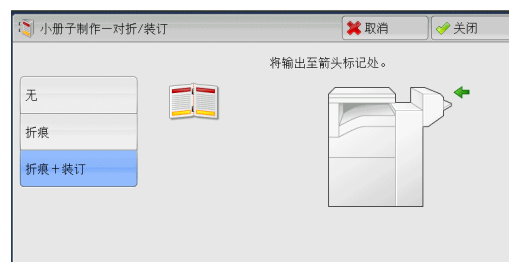 小册子制作－对折/装订
取消
关闭
将输出至箭头标记处。
无
折痕
折痕＋装订